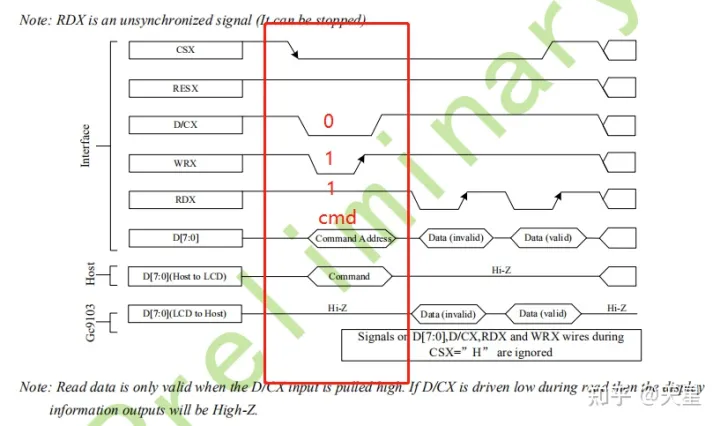 Note: RDX is an unsynchronized signal (It can be stopped).
CSX
RESX
D/CX
0
WRX
1
RDX
1
cmd
D[7:0]
Command Address
Data (invalid)
Data (valid)
Interface
D[7:0](Host to LCD)
Command
Hi-Z
Host
D[7:0](LCD to Host)
Hi-Z
Data (invalid)
Data (valid)
Hi-Z
Gc9103
Signals on D[7:0],D/CX,RDX and WRX wires during
CSX=”H” are ignored
Note: Read data is only valid when the D/CX input is pulled high. If D/CX is driven low during read then the display
information outputs will be High-Z.
Preliminary
知乎 @大星